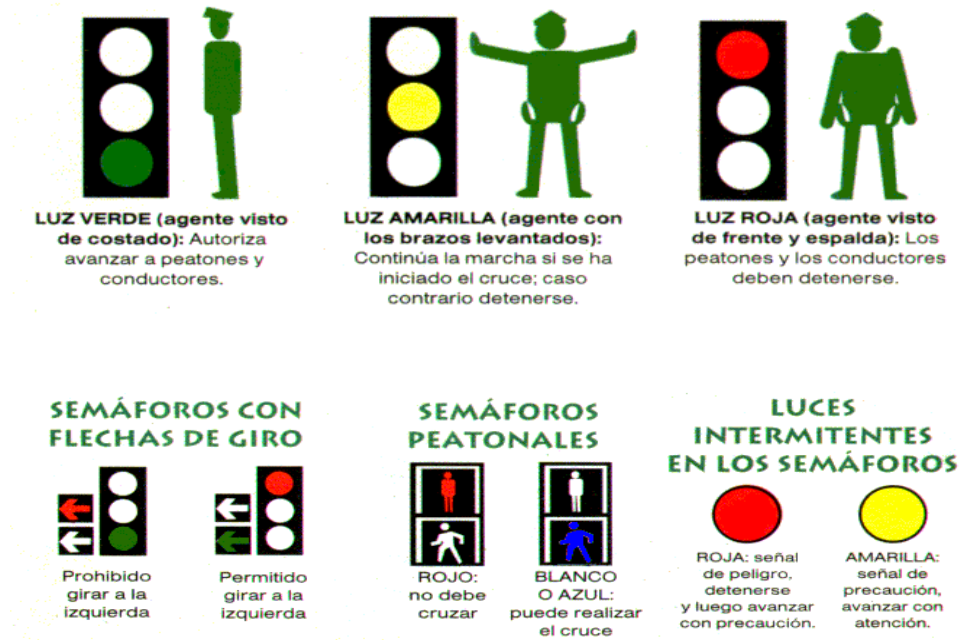 LUZ VERDE (agente visto
de costado): Autoriza
avanzar a peatones y
conductores.
LUZ AMARILLA (agente con
los brazos levantados):
Continúa la marcha si se ha
iniciado el cruce; caso
contrario detenerse.
LUZ ROJA (agente visto
de frente y espalda): Los
peatones y los conductores
deben detenerse.
SEMÁFOROS CON
FLECHAS DE GIRO
Prohibido
girar a la
izquierda
Permitido
girar a la
izquierda
SEMÁFOROS
PEATONALES
ROJO:
no debe
cruzar
BLANCO
O AZUL:
puede realizar
el cruce
LUCES
INTERMITENTES
EN LOS SEMÁFOROS
ROJA: señal
de peligro,
detenerse
y luego avanzar
con precaución.
AMARILLA:
señal de
precaución,
avanzar con
atención.